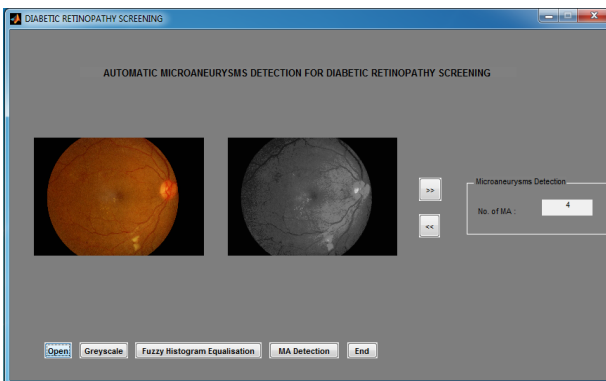 DIABETIC RETINOPATHY SCREENING
AUTOMATIC MICROANEURYSMS DETECTION FOR DIABETIC RETINOPATHY SCREENING
>>
<<
Microaneurysms Detection
No. of MA : 4
Open Greyscale Fuzzy Histogram Equalisation MA Detection End